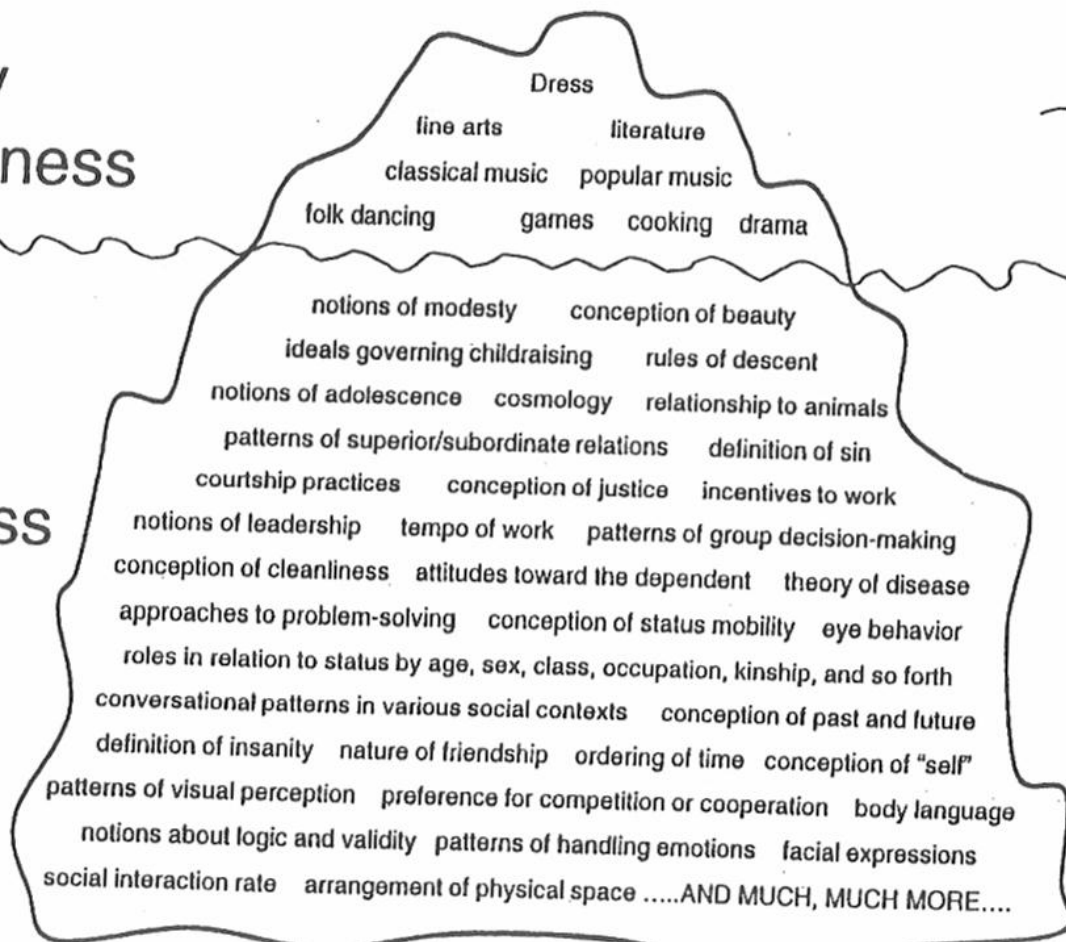 Dress
fine arts literature
ness
classical music popular music
folk dancing games cooking drama
notions of modesty conception of beauty
ideals governing childraising rules of descent
notions of adolescence cosmology relationship to animals
patterns of superior/subordinate relations definition of sin
courtship practices conception of justice incentives to work
ss
notions of leadership tempo of work patterns of group decision-making
conception of cleanliness attitudes toward the dependent theory of disease
approaches to problem-solving conception of status mobility eye behavior
roles in relation to status by age, sex, class, occupation, kinship, and so forth
conversational patterns in various social contexts conception of past and future
definition of insanity nature of friendship ordering of time conception of "self"
patterns of visual perception preference for competition or cooperation body language
notions about logic and validity patterns of handling emotions facial expressions
social interaction rate arrangement of physical space .....AND MUCH, MUCH MORE....